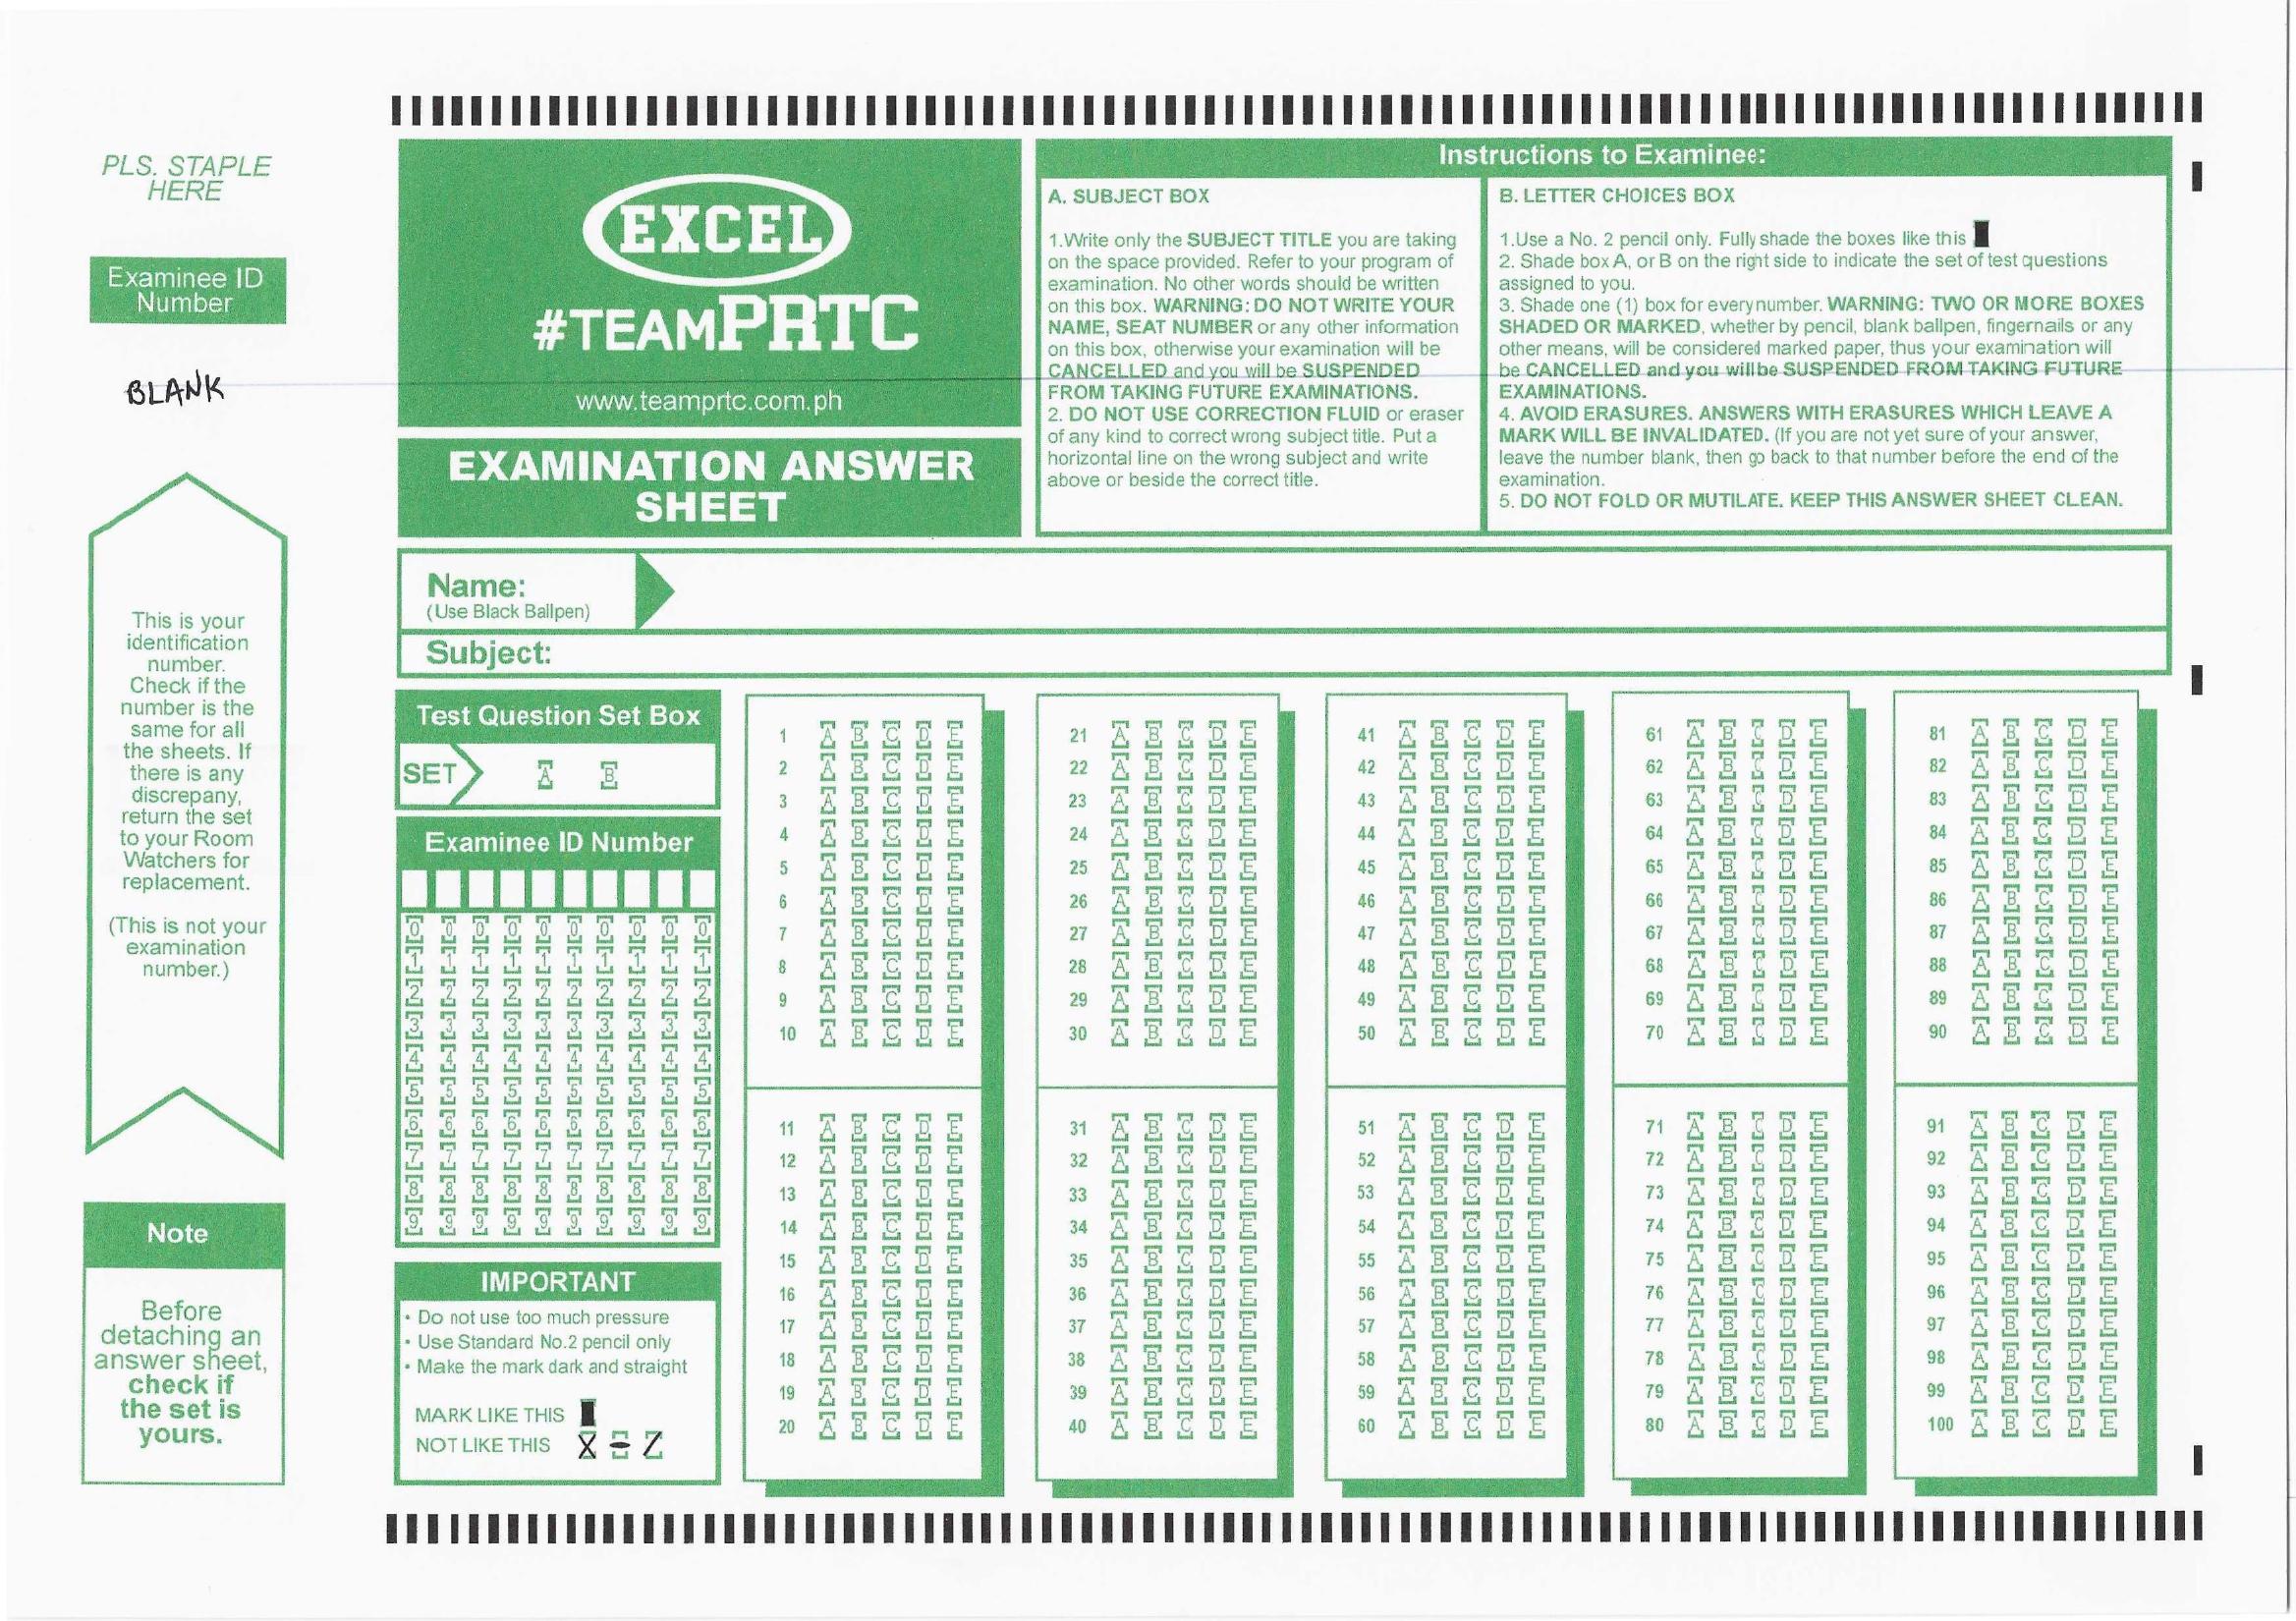 PLS. STAPLE
HERE
Examinee ID
Number
BLANK
This is your
identification
number.
Check if the
number is the
same for all
the sheets. If
there is any
discrepany,
return the set
to your Room
Watchers for
replacement.
(This is not your
examination
number.)
Note
Before
detaching an
answer sheet,
check if
the set is
yours.
EXCEL
#TEAMPRTC
www.teamprtc.com.ph
EXAMINATION ANSWER
SHEET
Instructions to Examinee:
A. SUBJECT BOX
1.Write only the SUBJECT TITLE you are taking
on the space provided. Refer to your program of
examination. No other words should be written
on this box. WARNING: DO NOT WRITE YOUR
NAME, SEAT NUMBER or any other information
on this box, otherwise your examination will be
CANCELLED and you will be SUSPENDED
FROM TAKING FUTURE EXAMINATIONS.
2. DO NOT USE CORRECTION FLUID or eraser
of any kind to correct wrong subject title. Put a
horizontal line on the wrong subject and write
above or beside the correct title.
B. LETTER CHOICES BOX
1.Use a No. 2 pencil only. Fully shade the boxes like this
2. Shade box A, or B on the right side to indicate the set of test questions
assigned to you.
3. Shade one (1) box for every number. WARNING: TWO OR MORE BOXES
SHADED OR MARKED, whether by pencil, blank ballpen, fingernails or any
other means, will be considered marked paper, thus your examination will
be CANCELLED and you will be SUSPENDED FROM TAKING FUTURE
EXAMINATIONS.
4. AVOID ERASURES. ANSWERS WITH ERASURES WHICH LEAVE A
MARK WILL BE INVALIDATED. (If you are not yet sure of your answer,
leave the number blank, then go back to that number before the end of the
examination.
5. DO NOT FOLD OR MUTILATE. KEEP THIS ANSWER SHEET CLEAN.
Name:
(Use Black Ballpen)
Subject:
Test Question Set Box
SET A B
Examinee ID Number
0 0 0 0 0 0 0 0 0 0
1 1 1 1 1 1 1 1 1 1
2 2 2 2 2 2 2 2 2 2
3 3 3 3 3 3 3 3 3 3
4 4 4 4 4 4 4 4 4 4
5 5 5 5 5 5 5 5 5 5
6 6 6 6 6 6 6 6 6 6
7 7 7 7 7 7 7 7 7 7
8 8 8 8 8 8 8 8 8 8
9 9 9 9 9 9 9 9 9 9
IMPORTANT
• Do not use too much pressure
• Use Standard No.2 pencil only
• Make the mark dark and straight
MARK LIKE THIS
NOT LIKE THIS
1 A B C D E
2 A B C D E
3 A B C D E
4 A B C D E
5 A B C D E
6 A B C D E
7 A B C D E
8 A B C D E
9 A B C D E
10 A B C D E
11 A B C D E
12 A B C D E
13 A B C D E
14 A B C D E
15 A B C D E
16 A B C D E
17 A B C D E
18 A B C D E
19 A B C D E
20 A B C D E
21 A B C D E
22 A B C D E
23 A B C D E
24 A B C D E
25 A B C D E
26 A B C D E
27 A B C D E
28 A B C D E
29 A B C D E
30 A B C D E
31 A B C D E
32 A B C D E
33 A B C D E
34 A B C D E
35 A B C D E
36 A B C D E
37 A B C D E
38 A B C D E
39 A B C D E
40 A B C D E
41 A B C D E
42 A B C D E
43 A B C D E
44 A B C D E
45 A B C D E
46 A B C D E
47 A B C D E
48 A B C D E
49 A B C D E
50 A B C D E
51 A B C D E
52 A B C D E
53 A B C D E
54 A B C D E
55 A B C D E
56 A B C D E
57 A B C D E
58 A B C D E
59 A B C D E
60 A B C D E
61 A B C D E
62 A B C D E
63 A B C D E
64 A B C D E
65 A B C D E
66 A B C D E
67 A B C D E
68 A B C D E
69 A B C D E
70 A B C D E
71 A B C D E
72 A B C D E
73 A B C D E
74 A B C D E
75 A B C D E
76 A B C D E
77 A B C D E
78 A B C D E
79 A B C D E
80 A B C D E
81 A B C D E
82 A B C D E
83 A B C D E
84 A B C D E
85 A B C D E
86 A B C D E
87 A B C D E
88 A B C D E
89 A B C D E
90 A B C D E
91 A B C D E
92 A B C D E
93 A B C D E
94 A B C D E
95 A B C D E
96 A B C D E
97 A B C D E
98 A B C D E
99 A B C D E
100 A B C D E